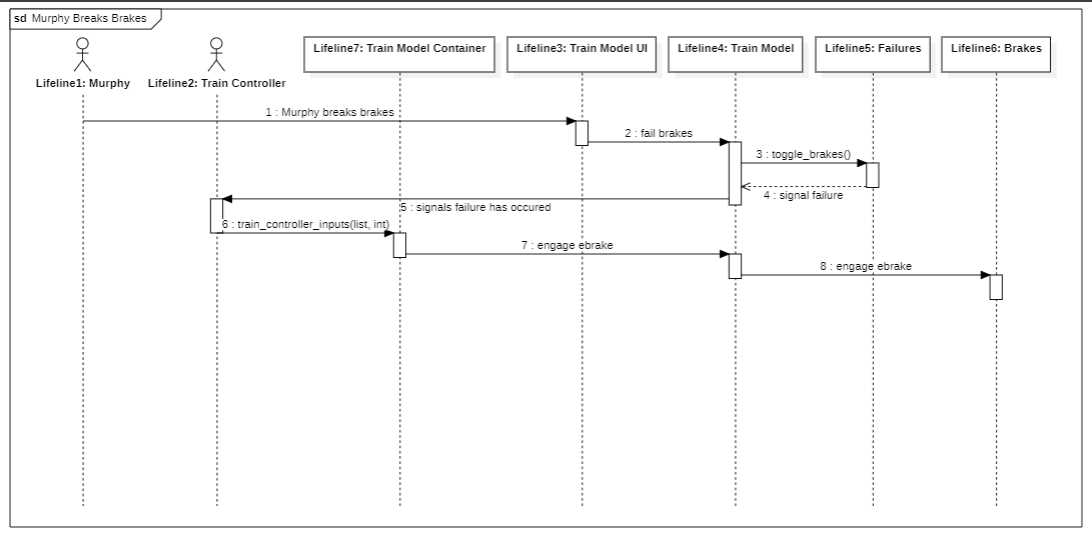 sd Murphy Breaks Brakes
Lifeline1: Murphy
Lifeline2: Train Controller
Lifeline7: Train Model Container
Lifeline3: Train Model UI
Lifeline4: Train Model
Lifeline5: Failures
Lifeline6: Brakes
1 : Murphy breaks brakes
2 : fail brakes
3 : toggle_brakes()
4 : signal failure
5 : signals failure has occured
6 : train_controller_inputs(list, int)
7 : engage ebrake
8 : engage ebrake